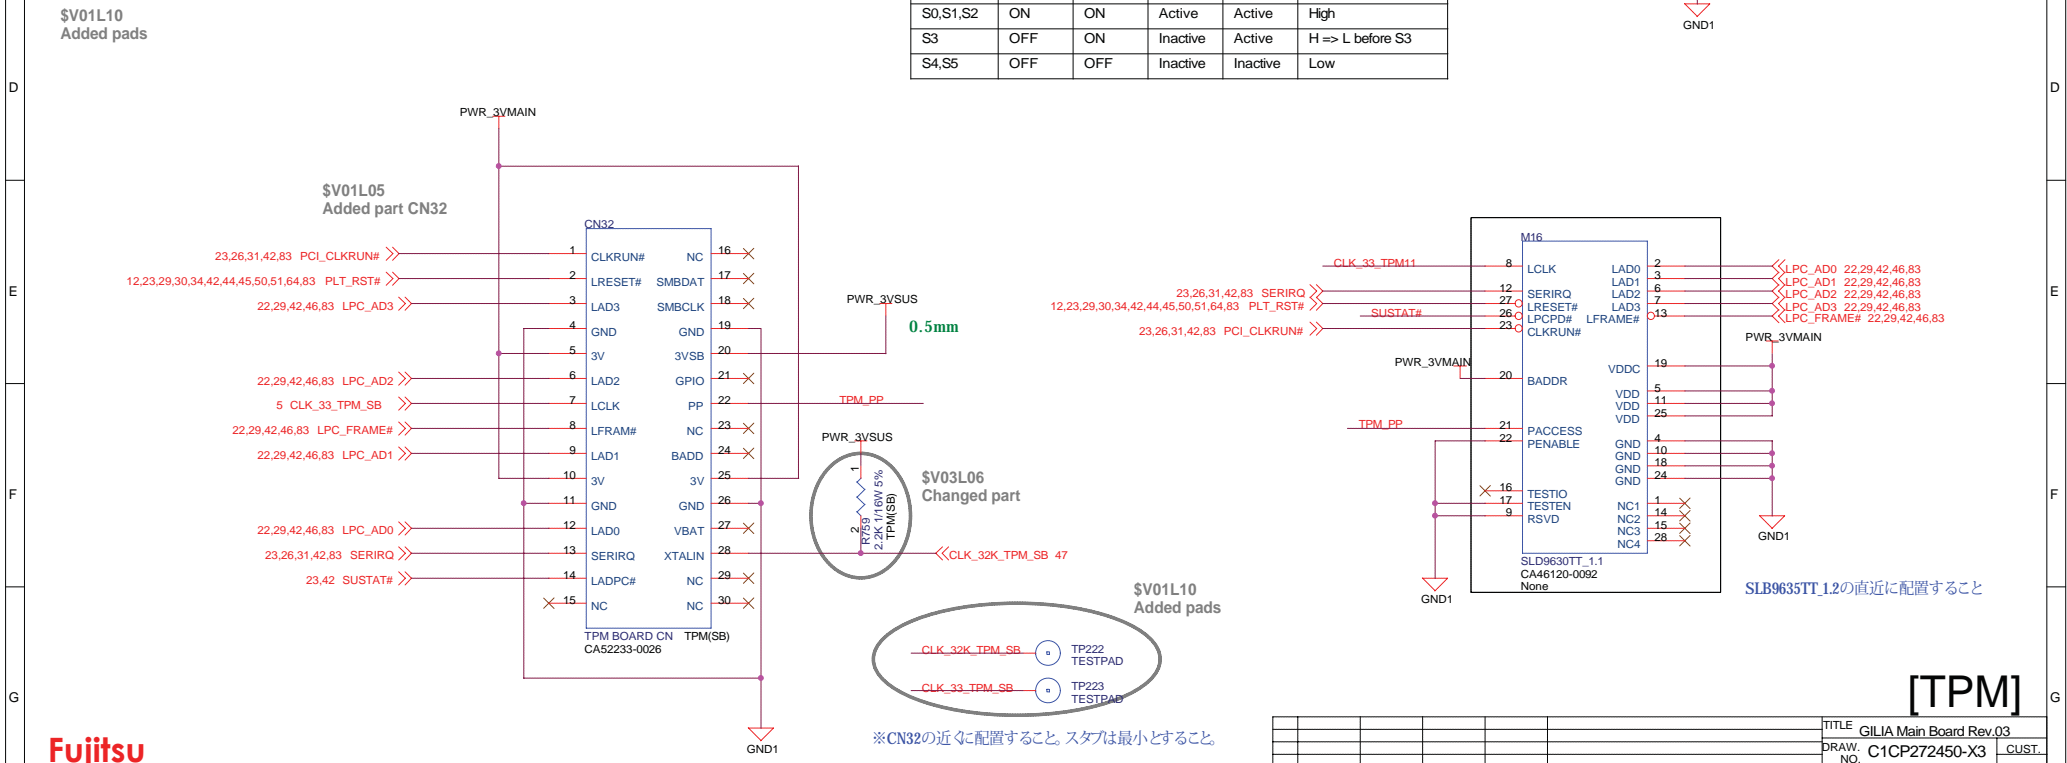 $V01L10
Added pads
S0,S1,S2 ON ON Active Active High
S3 OFF ON Inactive Active H => L before S3
S4,S5 OFF OFF Inactive Inactive Low
GND1
D
D
PWR_3VMAIN
$V01L05
Added part CN32
CN32
23,26,31,42,83 PCI_CLKRUN# 1 CLKRUN# NC 16
12,23,29,30,34,42,44,45,50,51,64,83 PLT_RST# 2 LRESET# SMBDAT 17
22,29,42,46,83 LPC_AD3 3 LAD3 SMBCLK 18
4 GND GND 19
5 3V 3VSB 20
22,29,42,46,83 LPC_AD2 6 LAD2 GPIO 21
5 CLK_33_TPM_SB 7 LCLK PP 22 TPM_PP
22,29,42,46,83 LPC_FRAME# 8 LFRAM# NC 23
22,29,42,46,83 LPC_AD1 9 LAD1 BADD 24
10 3V 3V 25
11 GND GND 26
22,29,42,46,83 LPC_AD0 12 LAD0 VBAT 27
23,26,31,42,83 SERIRQ 13 SERIRQ XTALIN 28 CLK_32K_TPM_SB 47
23,42 SUSTAT# 14 LADPC# NC 29
15 NC NC 30
TPM BOARD CN TPM(SB)
CA52233-0026
GND1
PWR_3VSUS
0.5mm
PWR_3VSUS
1
2
R759
2.2K 1/16W 5%
TPM(SB)
$V03L06
Changed part
$V01L10
Added pads
CLK_32K_TPM_SB TP222
TESTPAD
CLK_33_TPM_SB TP223
TESTPAD
※CN32の近くに配置すること。スタブは最小とすること。
E
E
M16
CLK_33_TPM11 8 LCLK
23,26,31,42,83 SERIRQ 12 SERIRQ
12,23,29,30,34,42,44,45,50,51,64,83 PLT_RST# 27 LRESET#
SUSTAT# 26 LPCPD#
23,26,31,42,83 PCI_CLKRUN# 23 CLKRUN#
PWR_3VMAIN 20 BADDR
TPM_PP 21 PACCESS
22 PENABLE
16 TESTIO
17 TESTEN
9 RSVD
GND1
LAD0 2 LPC_AD0 22,29,42,46,83
LAD1 3 LPC_AD1 22,29,42,46,83
LAD2 6 LPC_AD2 22,29,42,46,83
LAD3 7 LPC_AD3 22,29,42,46,83
LFRAME# 13 LPC_FRAME# 22,29,42,46,83
PWR_3VMAIN
VDDC 19
VDD 5
VDD 11
VDD 25
GND 4
GND 10
GND 18
GND 24
NC1 1
NC2 14
NC3 15
NC4 28
GND1
SLD9630TT_1.1
CA46120-0092
None
SLB9635TT_1.2の直近に配置すること
F
F
G
G
[TPM]
Fujitsu
TITLE GILIA Main Board Rev.03
DRAW. NO. C1CP272450-X3 CUST.